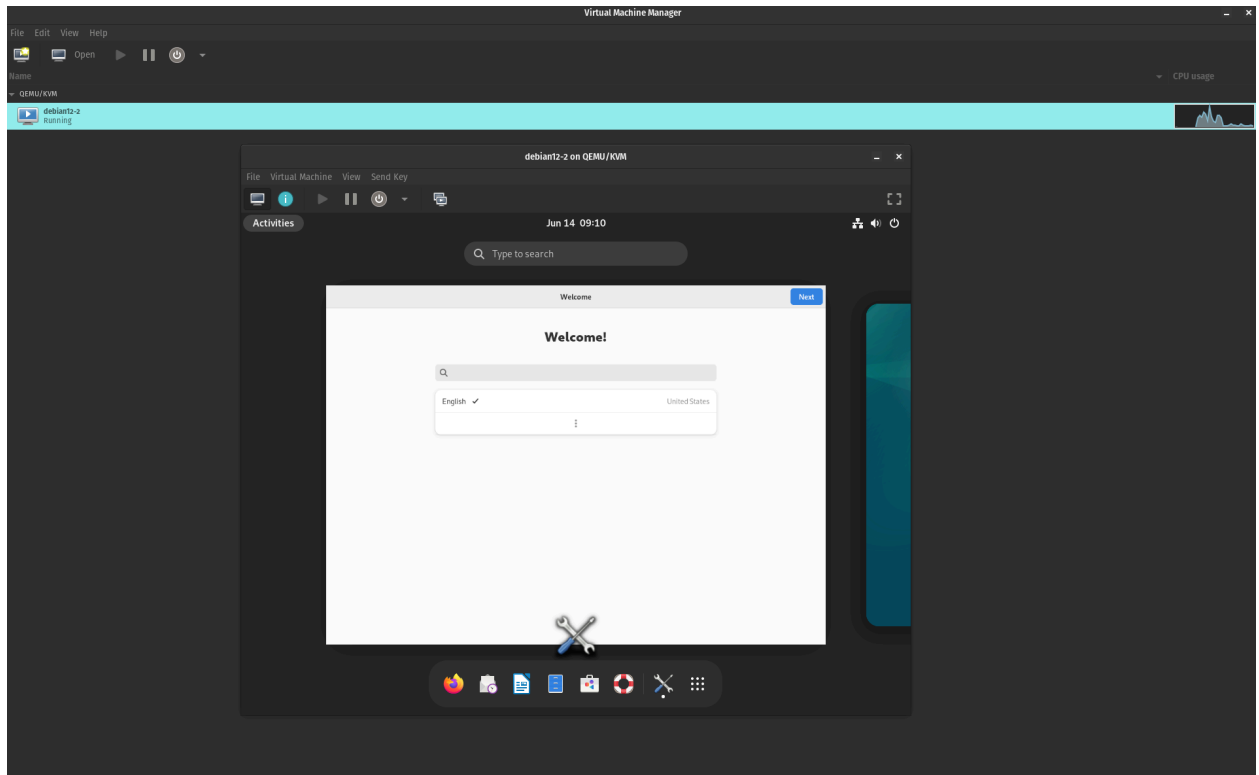 Virtual Machine Manager
File Edit View Help
Open
Name CPU usage
QEMU/KVM
debian12-2
Running
debian12-2 on QEMU/KVM
File Virtual Machine View Send Key
Activities Jun 14 09:10
Type to search
Welcome Next
Welcome!
English United States